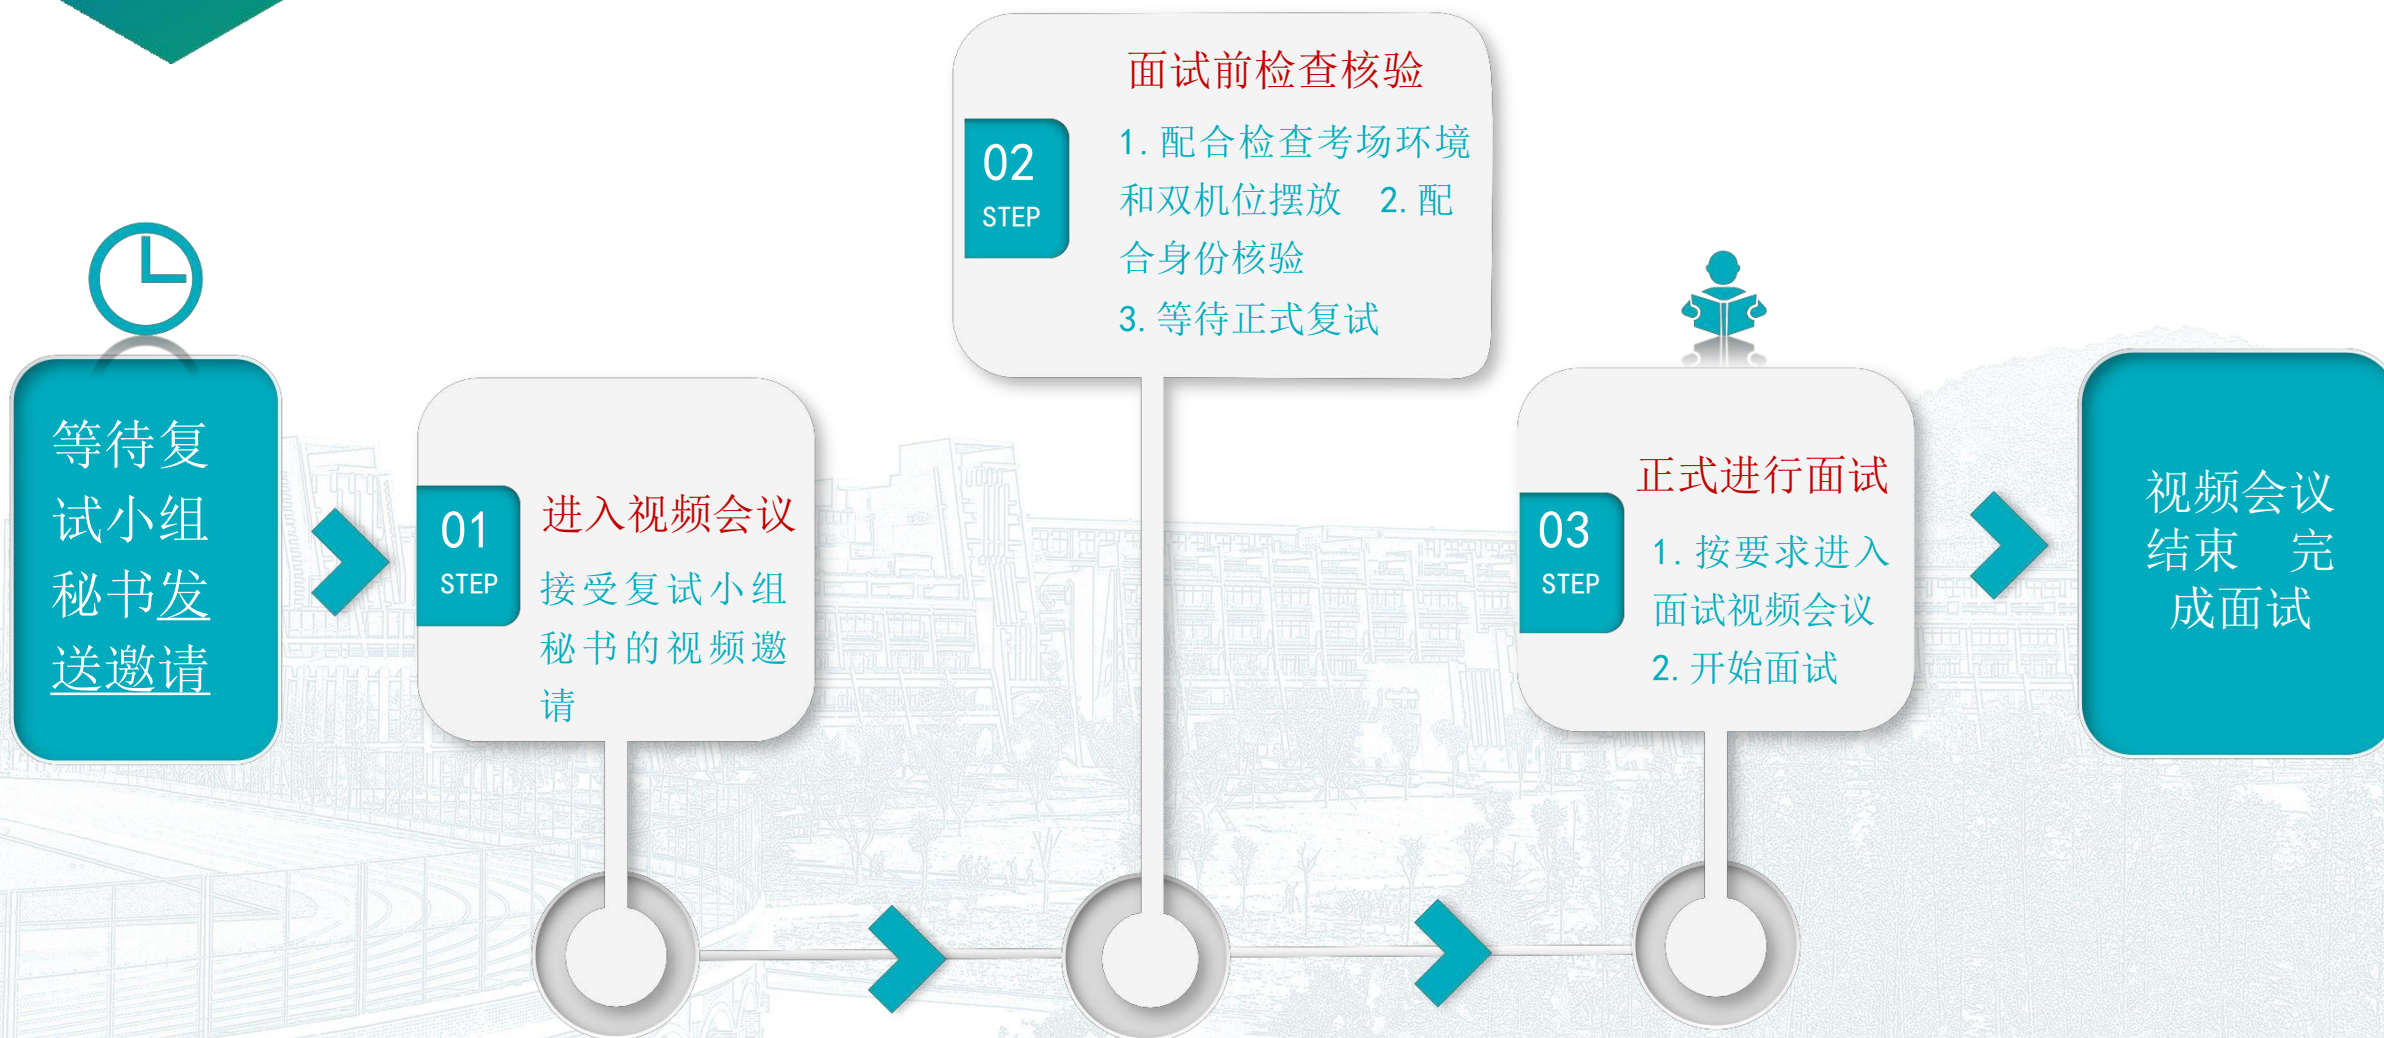 等待复
试小组
秘书发
送邀请
01
STEP
进入视频会议
接受复试小组
秘书的视频邀
请
02
STEP
面试前检查核验
1.配合检查考场环境
和双机位摆放 2.配
合身份核验
3.等待正式复试
03
STEP
正式进行面试
1.按要求进入
面试视频会议
2.开始面试
视频会议
结束 完
成面试